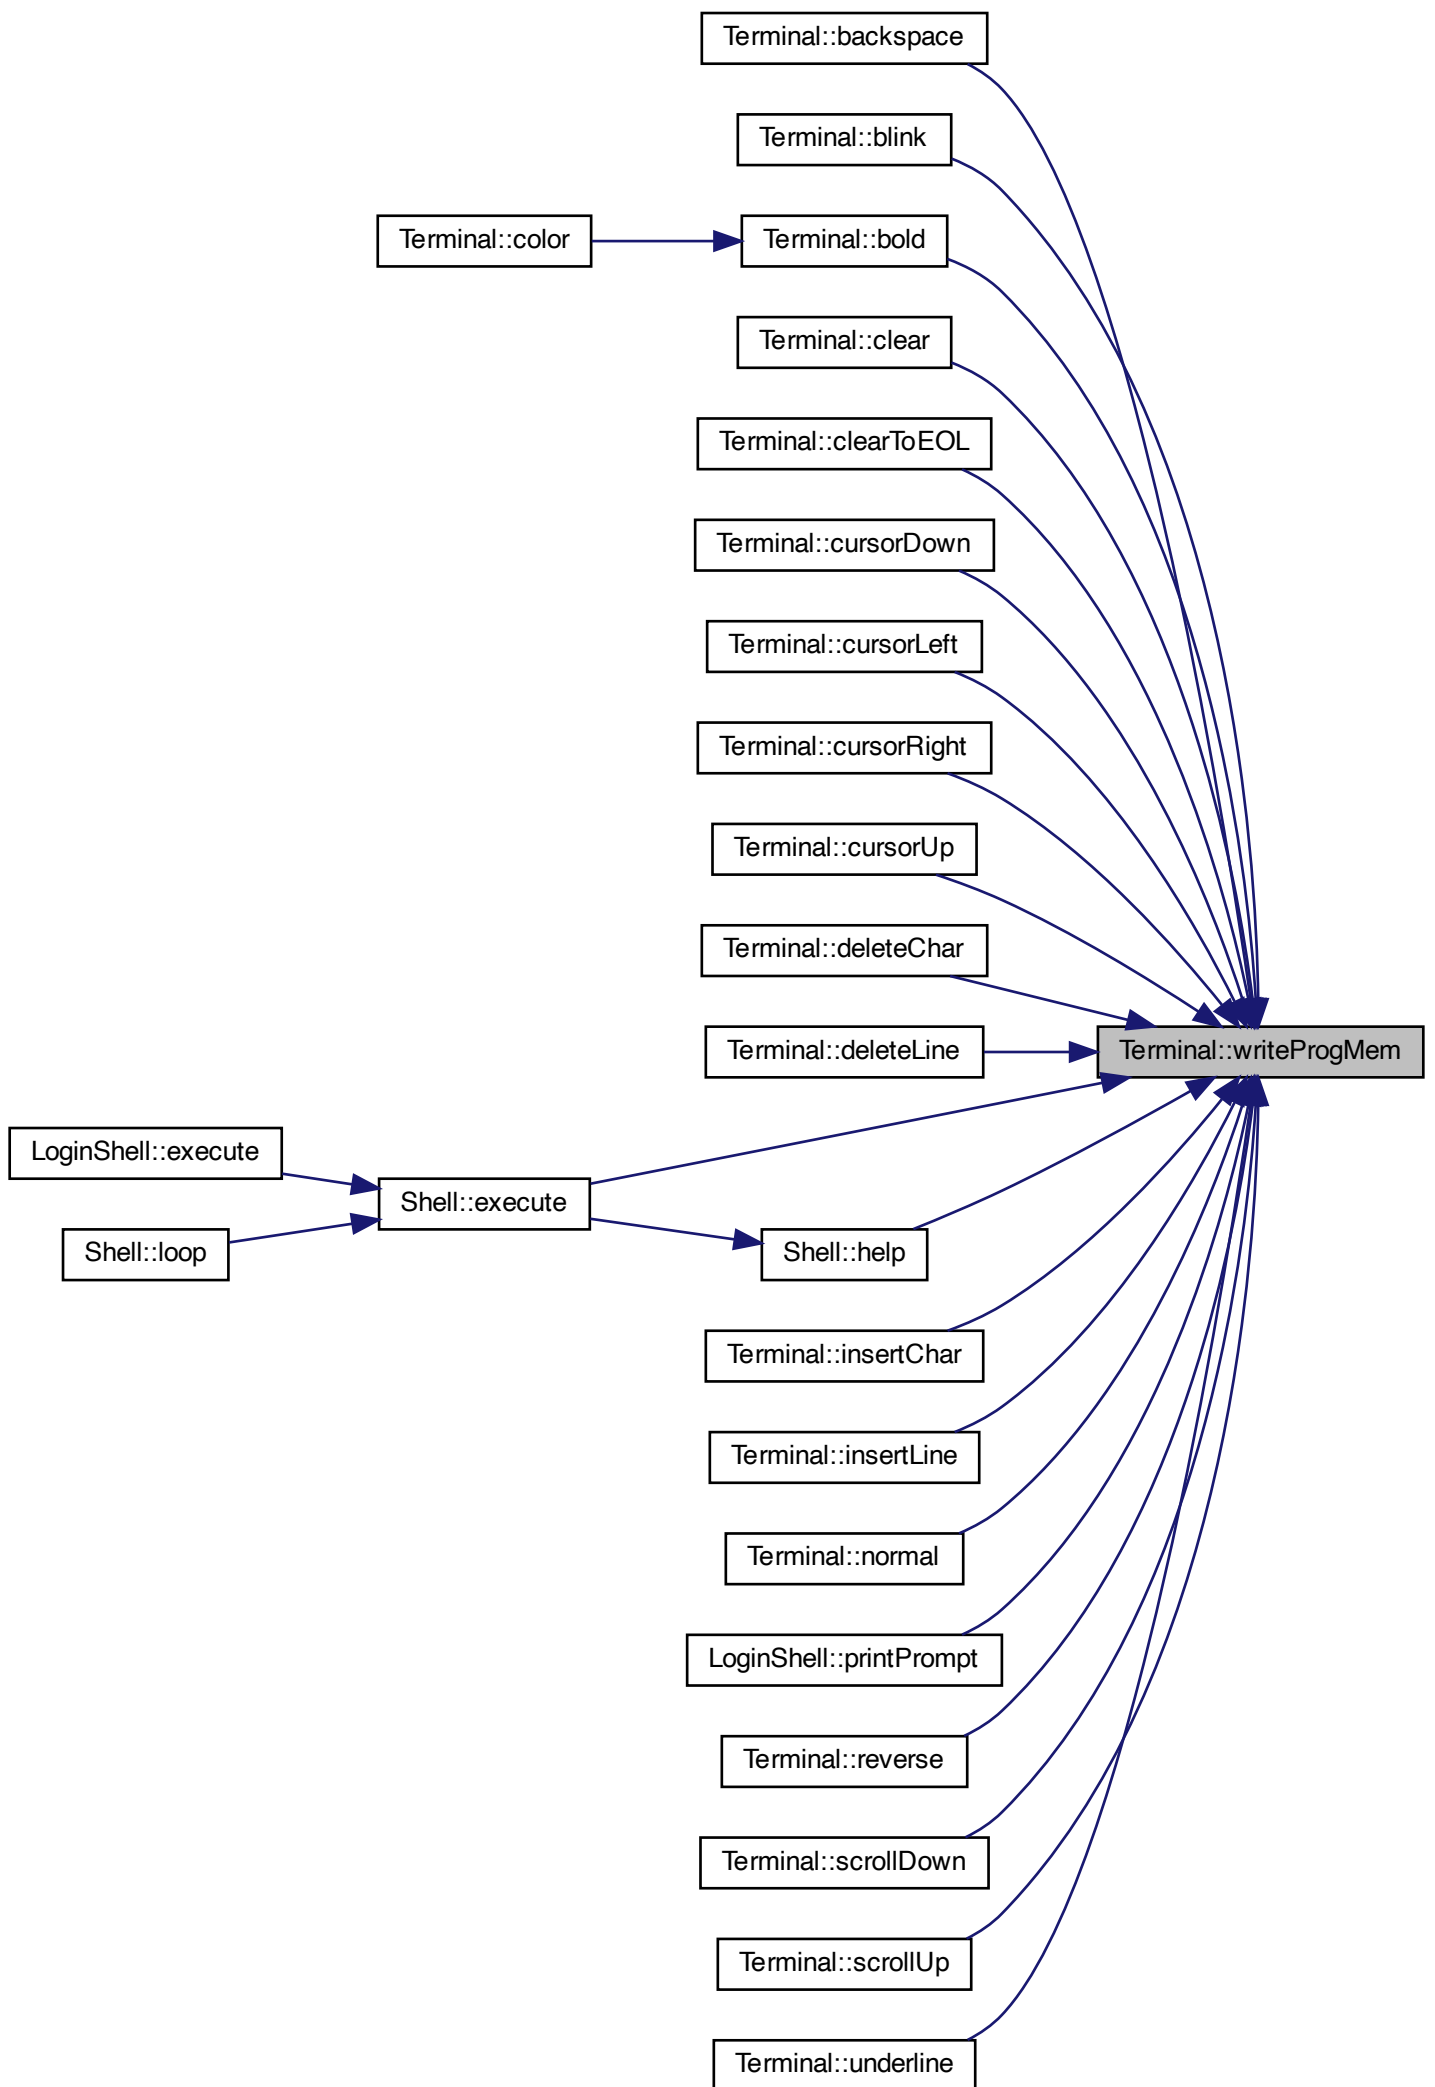 Terminal::backspace
Terminal::blink
Terminal::color
Terminal::bold
Terminal::clear
Terminal::clearToEOL
Terminal::cursorDown
Terminal::cursorLeft
Terminal::cursorRight
Terminal::cursorUp
Terminal::deleteChar
Terminal::deleteLine
Terminal::writeProgMem
LoginShell::execute
Shell::execute
Shell::loop
Shell::help
Terminal::insertChar
Terminal::insertLine
Terminal::normal
LoginShell::printPrompt
Terminal::reverse
Terminal::scrollDown
Terminal::scrollUp
Terminal::underline